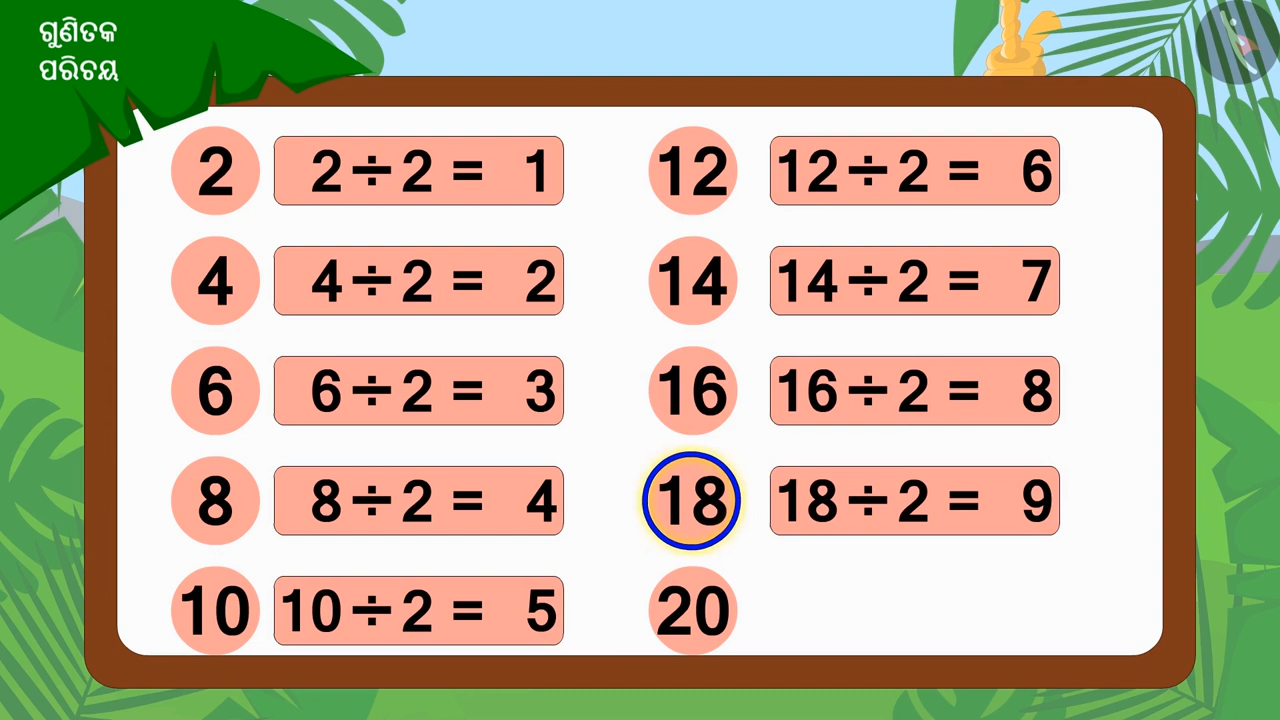 ଗୁଣିତକ
ପରିଚୟ
2 2÷2 = 1
4 4÷2 = 2
6 6÷2 = 3
8 8÷2 = 4
10 10÷2 = 5
12 12÷2 = 6
14 14÷2 = 7
16 16÷2 = 8
18 18÷2 = 9
20